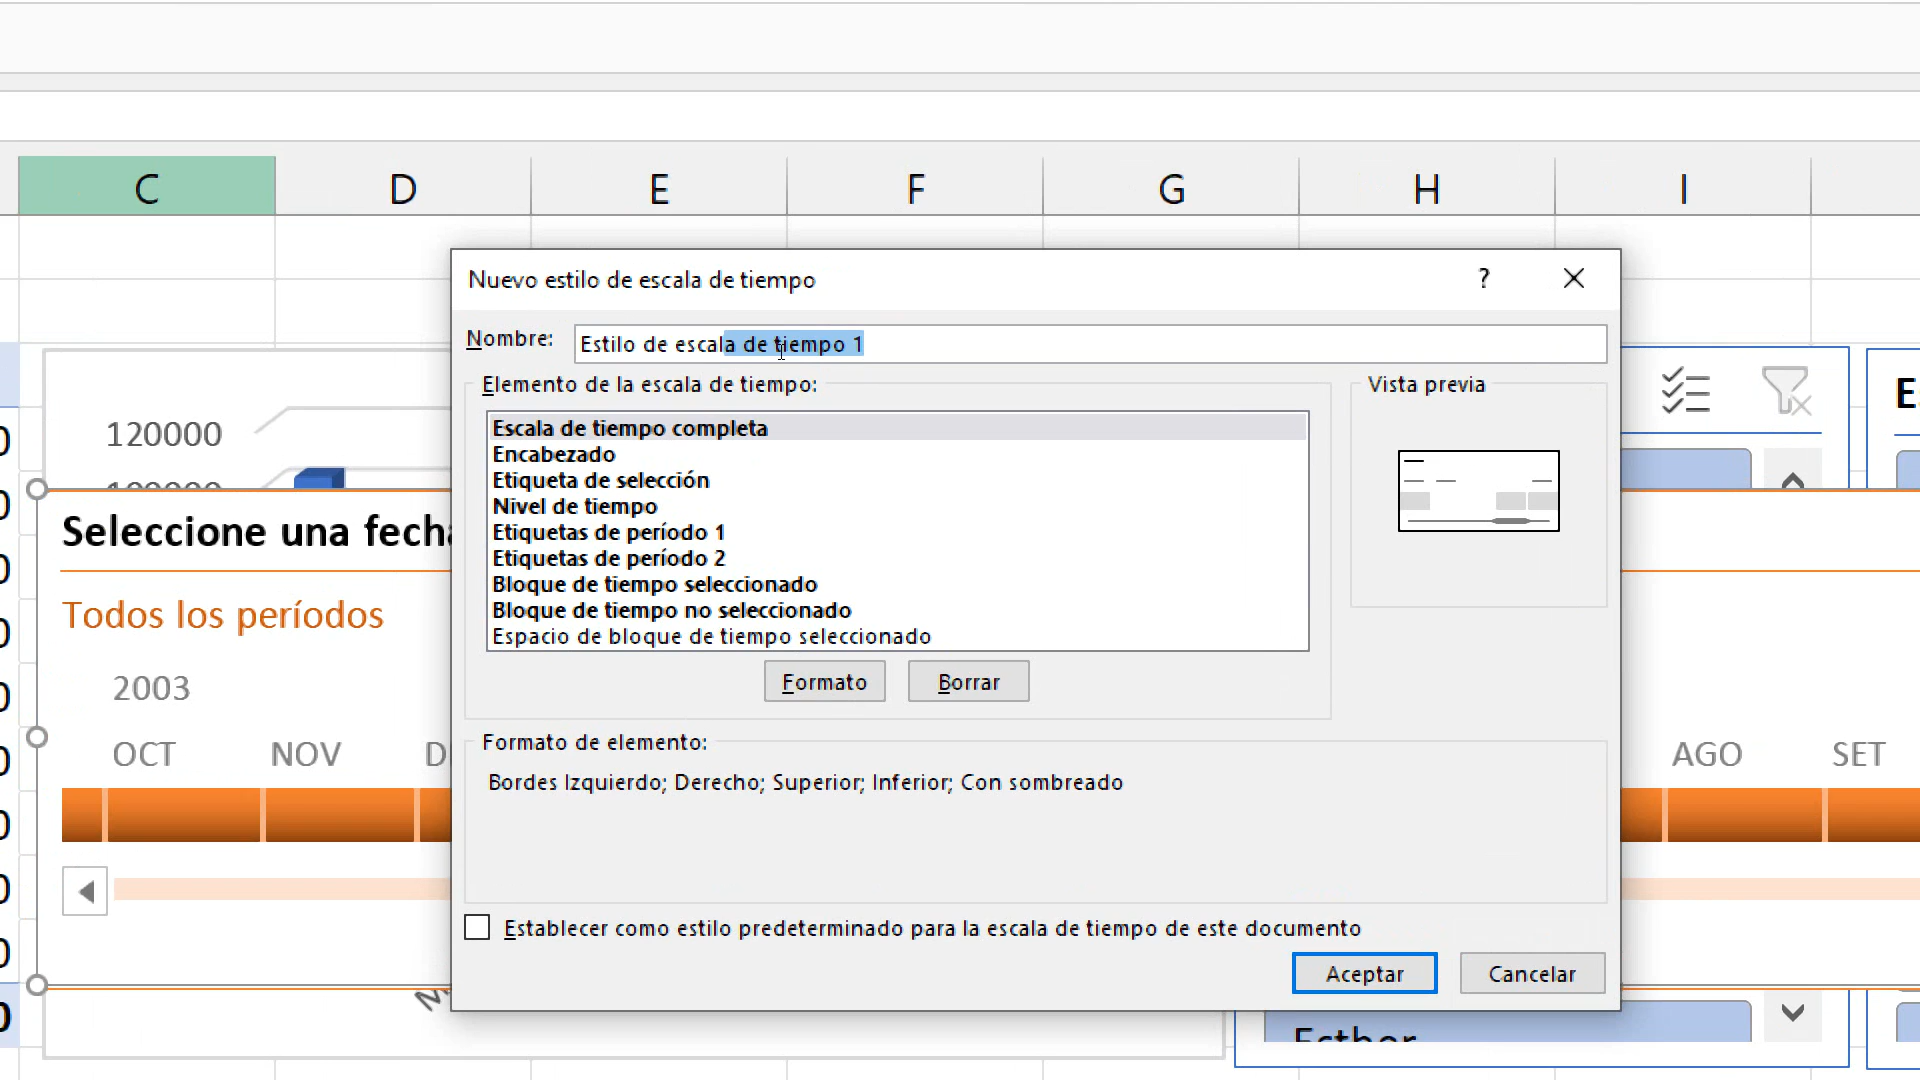 C D E F G H I
Nuevo estilo de escala de tiempo ?
Nombre: Estilo de escala de tiempo 1
Elemento de la escala de tiempo:
Vista previa
Escala de tiempo completa
Encabezado
Etiqueta de selección
Nivel de tiempo
Etiquetas de período 1
Etiquetas de período 2
Bloque de tiempo seleccionado
Bloque de tiempo no seleccionado
Espacio de bloque de tiempo seleccionado
Formato Borrar
Formato de elemento:
Bordes Izquierdo; Derecho; Superior; Inferior; Con sombreado
Establecer como estilo predeterminado para la escala de tiempo de este documento
Aceptar Cancelar
120000
Seleccione una fecha
Todos los períodos
2003
OCT NOV
AGO SET
Esther